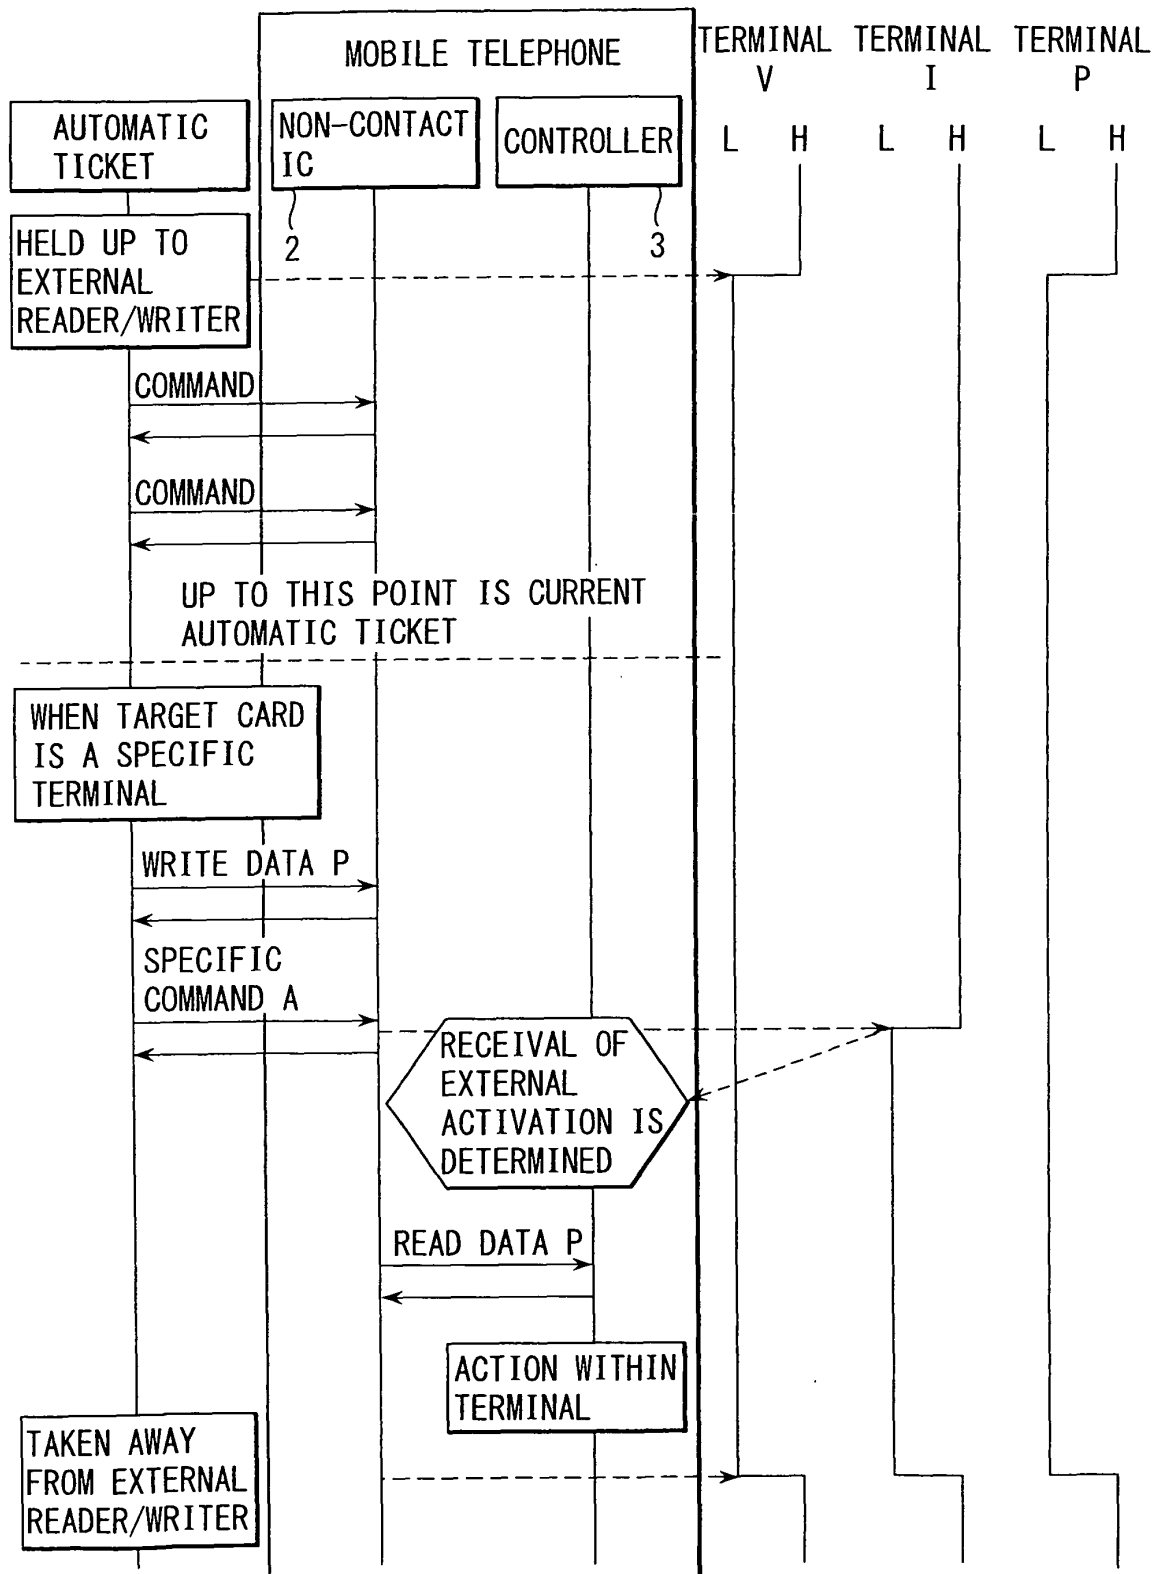 MOBILE TELEPHONE
TERMINAL V
TERMINAL I
TERMINAL P
AUTOMATIC
TICKET
NON-CONTACT
IC
CONTROLLER
L H
L H
L H
2
3
HELD UP TO
EXTERNAL
READER/WRITER
COMMAND
COMMAND
UP TO THIS POINT IS CURRENT
AUTOMATIC TICKET
WHEN TARGET CARD
IS A SPECIFIC
TERMINAL
WRITE DATA P
SPECIFIC
COMMAND A
RECEIVAL OF
EXTERNAL
ACTIVATION IS
DETERMINED
READ DATA P
ACTION WITHIN
TERMINAL
TAKEN AWAY
FROM EXTERNAL
READER/WRITER